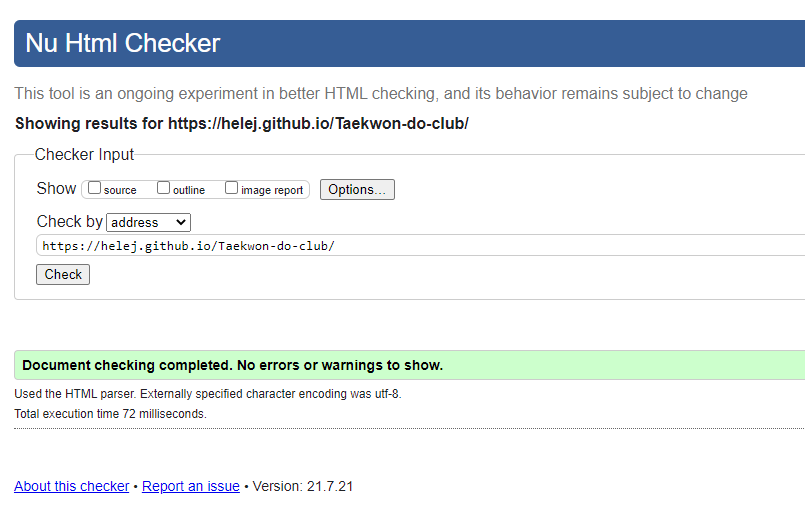 Nu Html Checker
This tool is an ongoing experiment in better HTML checking, and its behavior remains subject to change
Showing results for https://helej.github.io/Taekwon-do-club/
Checker Input
Show source outline image report Options...
Check by address
https://helej.github.io/Taekwon-do-club/
Check
Document checking completed. No errors or warnings to show.
Used the HTML parser. Externally specified character encoding was utf-8.
Total execution time 72 milliseconds.
About this checker • Report an issue • Version: 21.7.21